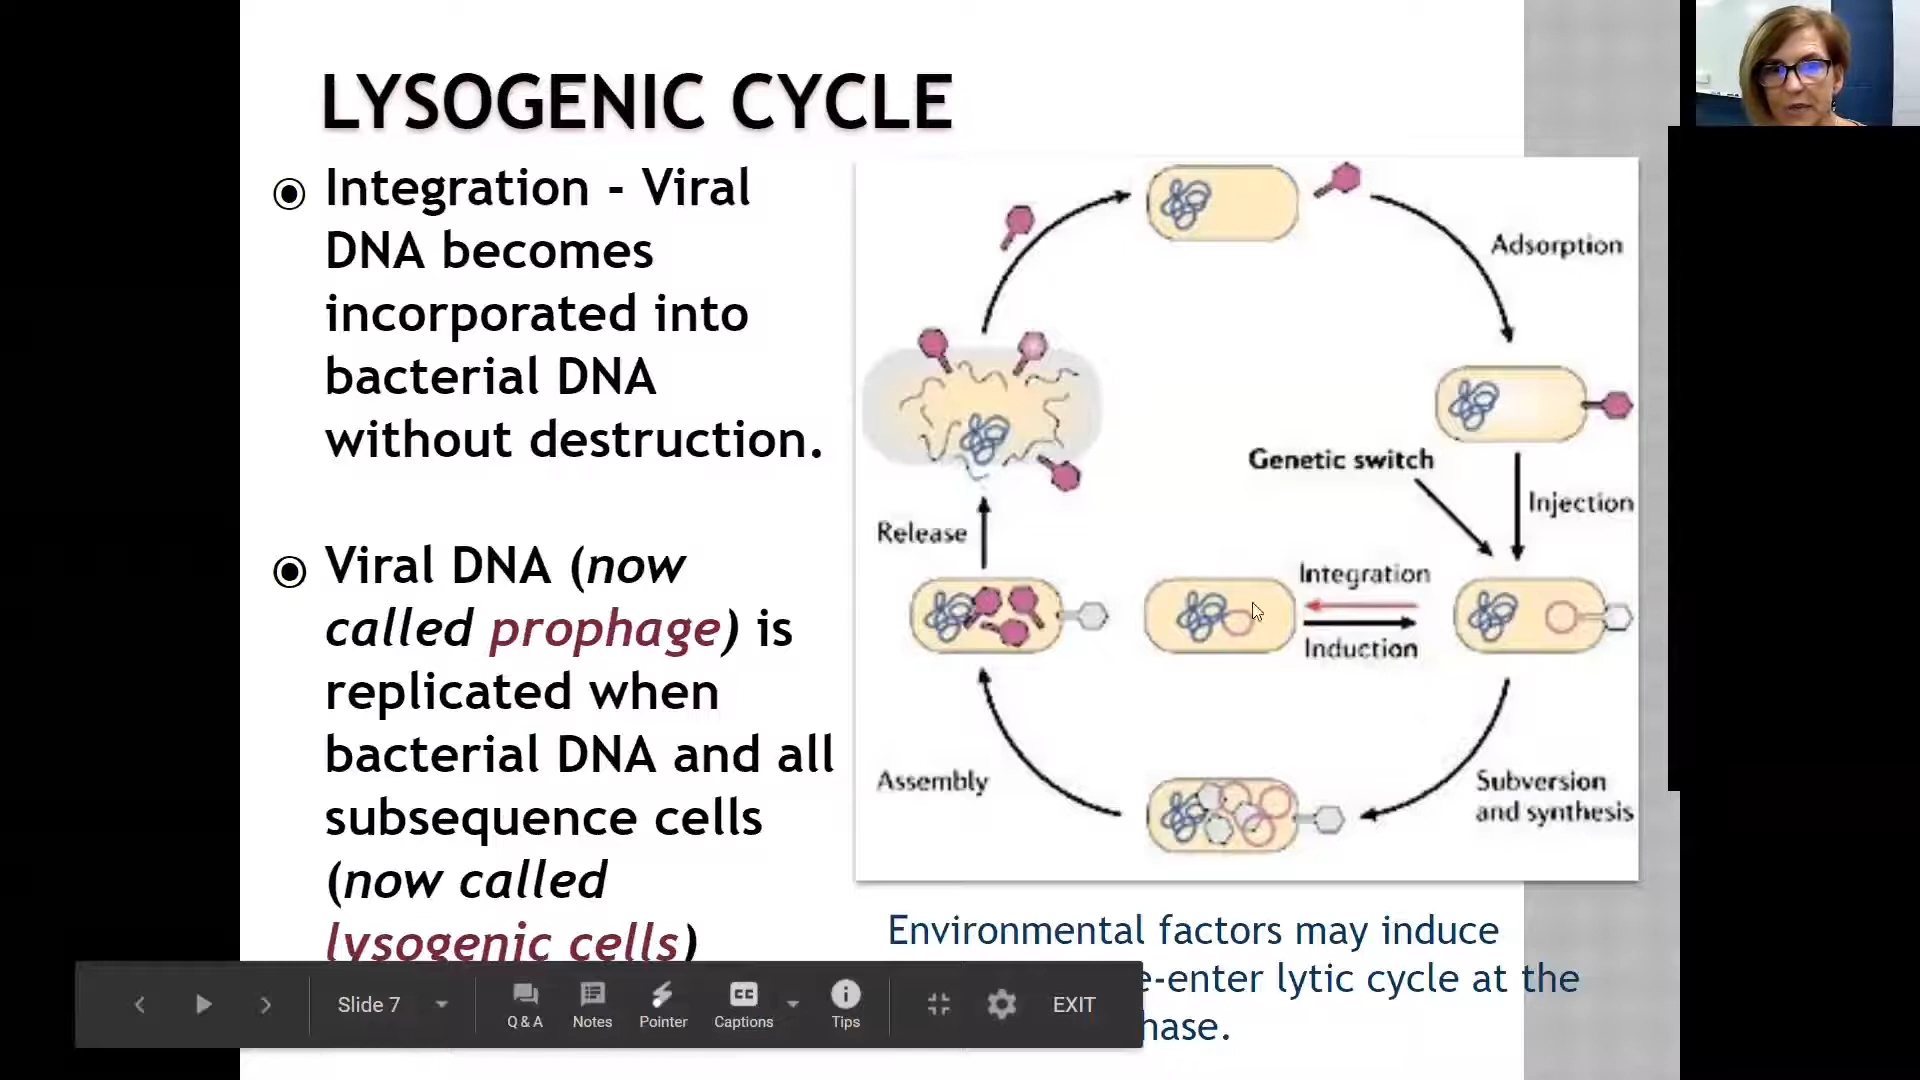 LYSOGENIC CYCLE
Integration - Viral
DNA becomes
incorporated into
bacterial DNA
without destruction.
Viral DNA (now
called prophage) is
replicated when
bacterial DNA and all
subsequence cells
(now called
lysogenic cells)
Adsorption
Genetic switch
Injection
Release
Integration
Induction
Assembly
Subversion
and synthesis
Environmental factors may induce
e-enter lytic cycle at the
hase.
Slide 7
Q & A
Notes
Pointer
CC
Captions
Tips
EXIT